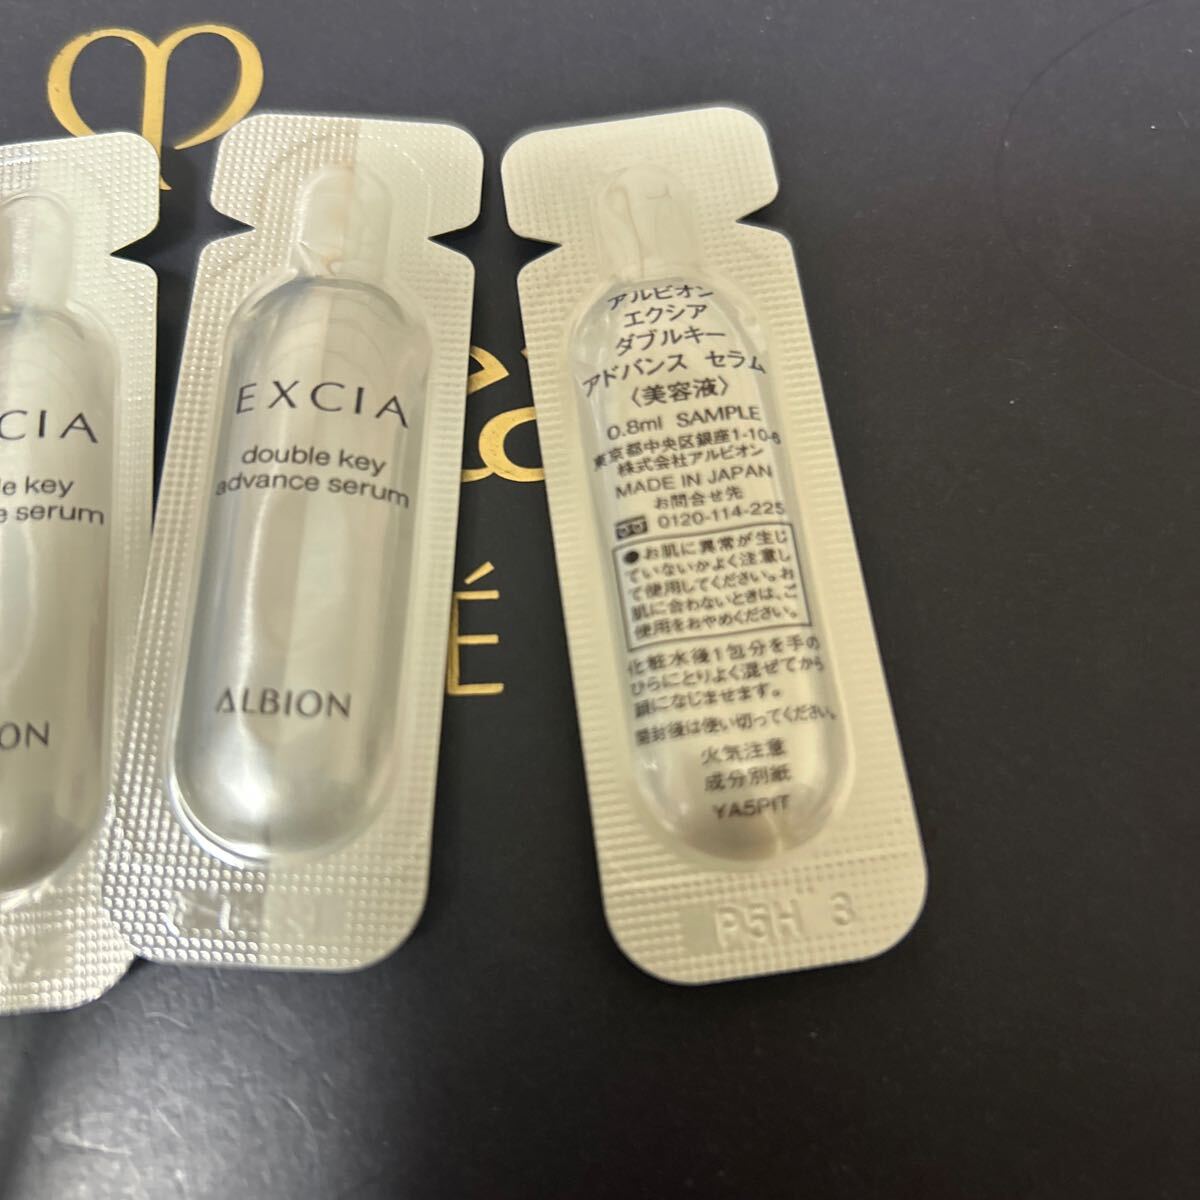 CIA
le key
e serum
ON
EXCIA
double key
advance serum
ALBION
アルビオン
エクシア
ダブルキー
アドバンス セラム
〈美容液〉
0.8ml SAMPLE
東京都中央区銀座1-10-6
株式会社アルビオン
MADE IN JAPAN
お問合せ先
0120-114-225
●お肌に異常が生じ
ていないかよく注意し
て使用してください。お
肌に合わないときは、ご
使用をおやめください。
化粧水後1包分を手の
ひらにとりよく混ぜてから
顔になじませます。
開封後は使い切ってください。
火気注意
成分別紙
YA5PIT
P5H 3
É